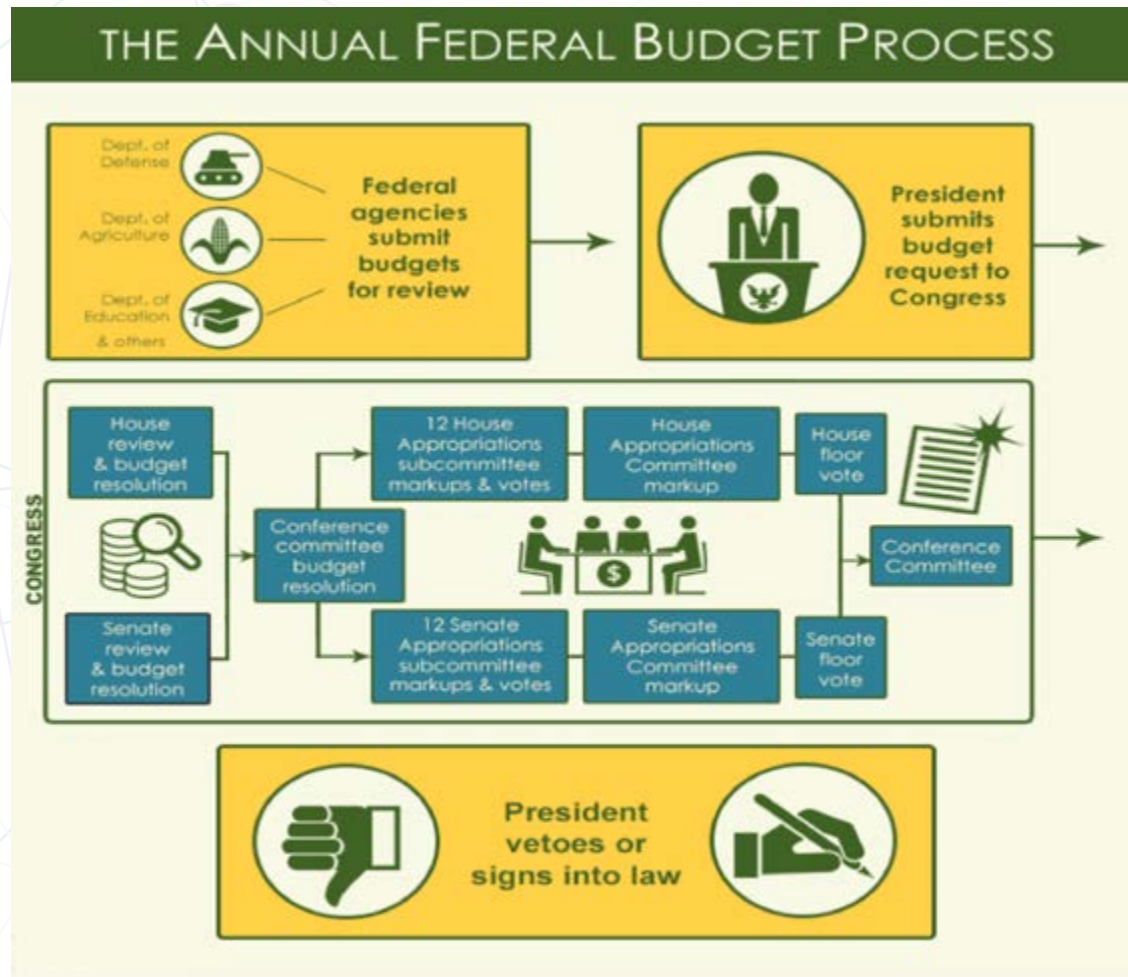 THE ANNUAL FEDERAL BUDGET PROCESS
Dept. of
Defense
Dept. of
Agriculture
Dept. of
Education
& others
Federal
agencies
submit
budgets
for review
President
submits
budget
request to
Congress
CONGRESS
House
review
& budget
resolution
Senate
review
& budget
resolution
Conference
committee
budget
resolution
12 House
Appropriations
subcommittee
markups & votes
House
Appropriations
Committee
markup
House
floor
vote
12 Senate
Appropriations
subcommittee
markups & votes
Senate
Appropriations
Committee
markup
Senate
floor
vote
$
Conference
Committee
President
vetoes or
signs into law